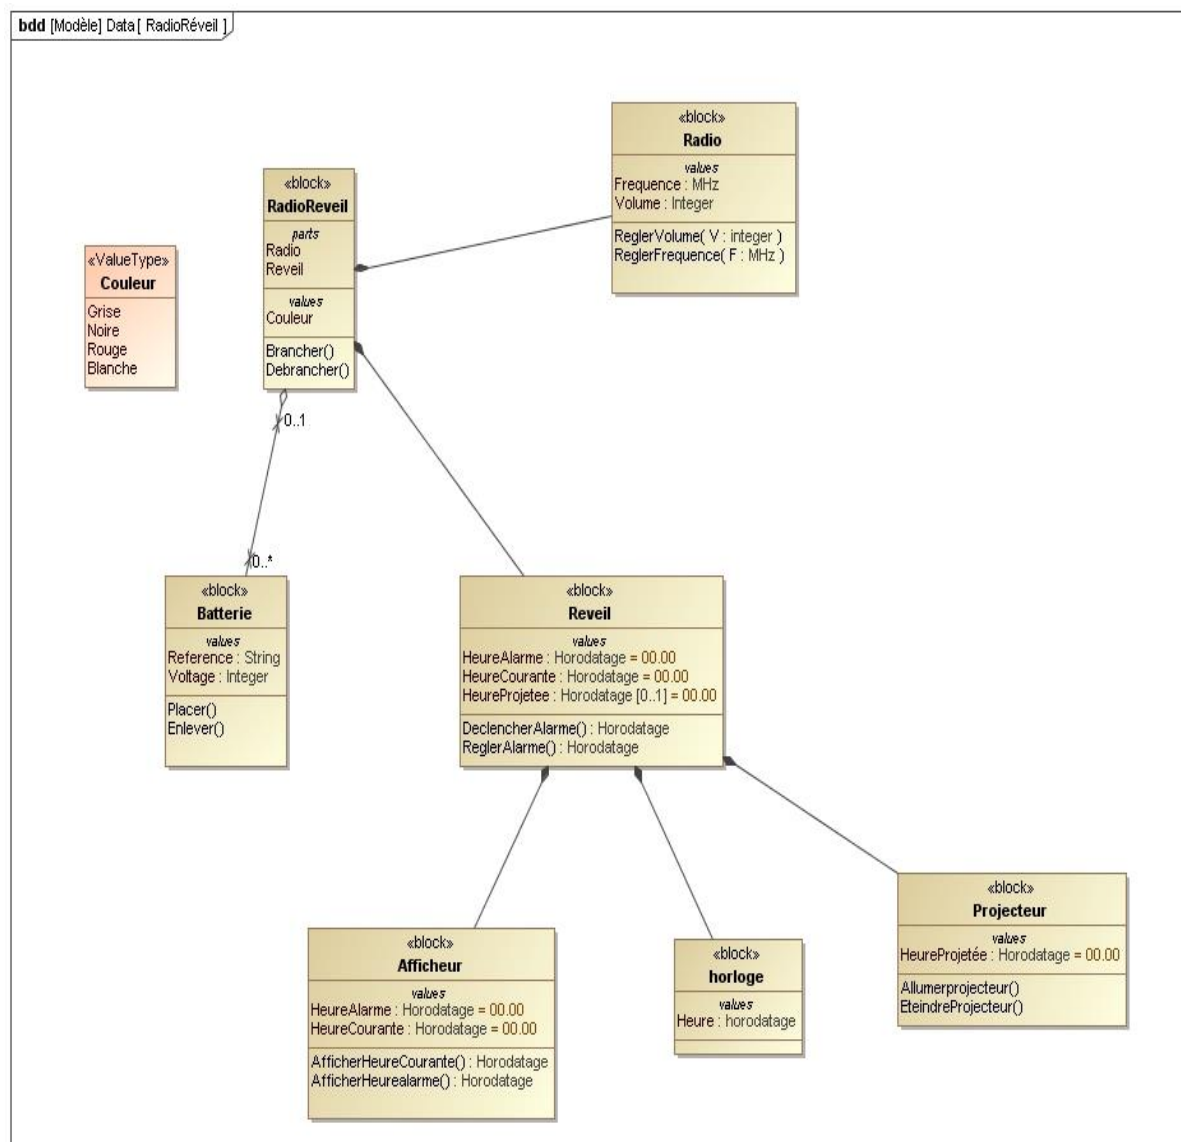 bdd [Modèle] Data [ RadioRéveil ]
«block»
Radio
values
Frequence : MHz
Volume : Integer
ReglerVolume( V : integer )
ReglerFrequence( F : MHz )
«block»
RadioReveil
parts
Radio
Reveil
values
Couleur
Brancher()
Debrancher()
«ValueType»
Couleur
Grise
Noire
Rouge
Blanche
0..1
0..*
«block»
Batterie
values
Reference : String
Vottage : Integer
Placer()
Enlever()
«block»
Reveil
values
HeureAlarme : Horodatage = 00.00
HeureCourante : Horodatage = 00.00
HeureProjetee : Horodatage [0..1] = 00.00
DeclencherAlarme() : Horodatage
ReglerAlarme() : Horodatage
«block»
Afficheur
values
HeureAlarme : Horodatage = 00.00
HeureCourante : Horodatage = 00.00
AfficherHeureCourante() : Horodatage
AfficherHeurealarme() : Horodatage
«block»
horloge
values
Heure : horodatage
«block»
Projecteur
values
HeureProjetée : Horodatage = 00.00
Allumerprojecteur()
EteindreProjecteur()